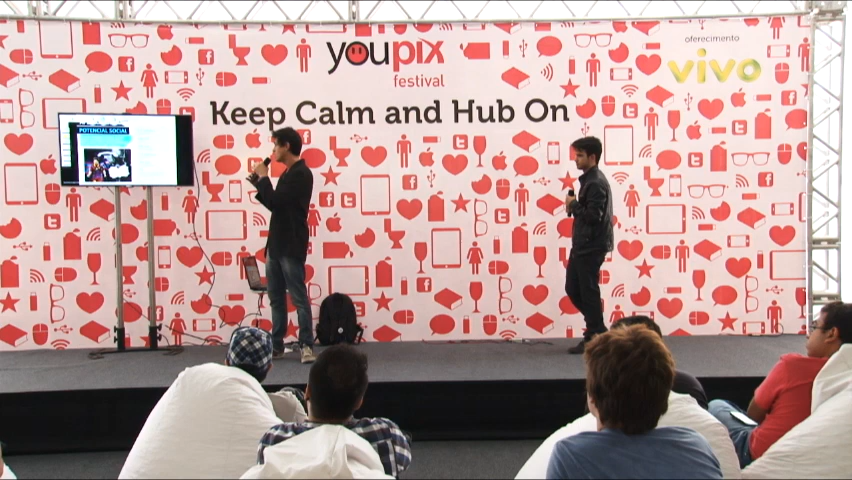 youpix
festival
oferecimento
vivo
Keep Calm and Hub On
POTENCIAL SOCIAL